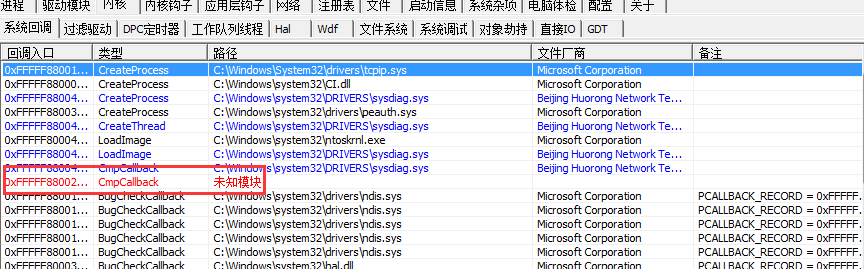 进程 驱动模块 内核 内核钩子 应用层钩子 网络 注册表 文件 启动信息 系统杂项 电脑体检 配置 关于
系统回调 过滤驱动 DPC定时器 工作队列线程 Hal Wdf 文件系统 系统调试 对象劫持 直接IO GDT
回调入口 类型 路径 文件厂商 备注
0xFFFFF88001... CreateProcess C:\Windows\System32\drivers\tcpip.sys Microsoft Corporation
0xFFFFF88000... CreateProcess C:\Windows\system32\CI.dll Microsoft Corporation
0xFFFFF88004... CreateProcess C:\Windows\system32\DRIVERS\sysdiag.sys Beijing Huorong Network Te...
0xFFFFF88003... CreateProcess C:\Windows\system32\drivers\peauth.sys Microsoft Corporation
0xFFFFF88004... CreateThread C:\Windows\system32\DRIVERS\sysdiag.sys Beijing Huorong Network Te...
0xFFFFF80004... LoadImage C:\Windows\system32\ntoskrnl.exe Microsoft Corporation
0xFFFFF88004... LoadImage C:\Windows\system32\DRIVERS\sysdiag.sys Beijing Huorong Network Te...
0xFFFFF88004... CmpCallback C:\Windows\system32\DRIVERS\sysdiag.sys Beijing Huorong Network Te...
0xFFFFF88002... CmpCallback 未知模块
0xFFFFF88001... BugCheckCallback C:\Windows\system32\drivers\ndis.sys Microsoft Corporation PCALLBACK_RECORD = 0xFFFFF...
0xFFFFF88001... BugCheckCallback C:\Windows\system32\drivers\ndis.sys Microsoft Corporation PCALLBACK_RECORD = 0xFFFFF...
0xFFFFF88001... BugCheckCallback C:\Windows\system32\drivers\ndis.sys Microsoft Corporation PCALLBACK_RECORD = 0xFFFFF...
0xFFFFF88001... BugCheckCallback C:\Windows\system32\drivers\ndis.sys Microsoft Corporation PCALLBACK_RECORD = 0xFFFFF...
0xFFFFF88001... BugCheckCallback C:\Windows\system32\drivers\ndis.sys Microsoft Corporation PCALLBACK_RECORD = 0xFFFFF...
0xFFFFF80003... BugCheckCallback C:\Windows\system32\hal.dll Microsoft Corporation PCALLBACK_RECORD = 0xFFFFF...